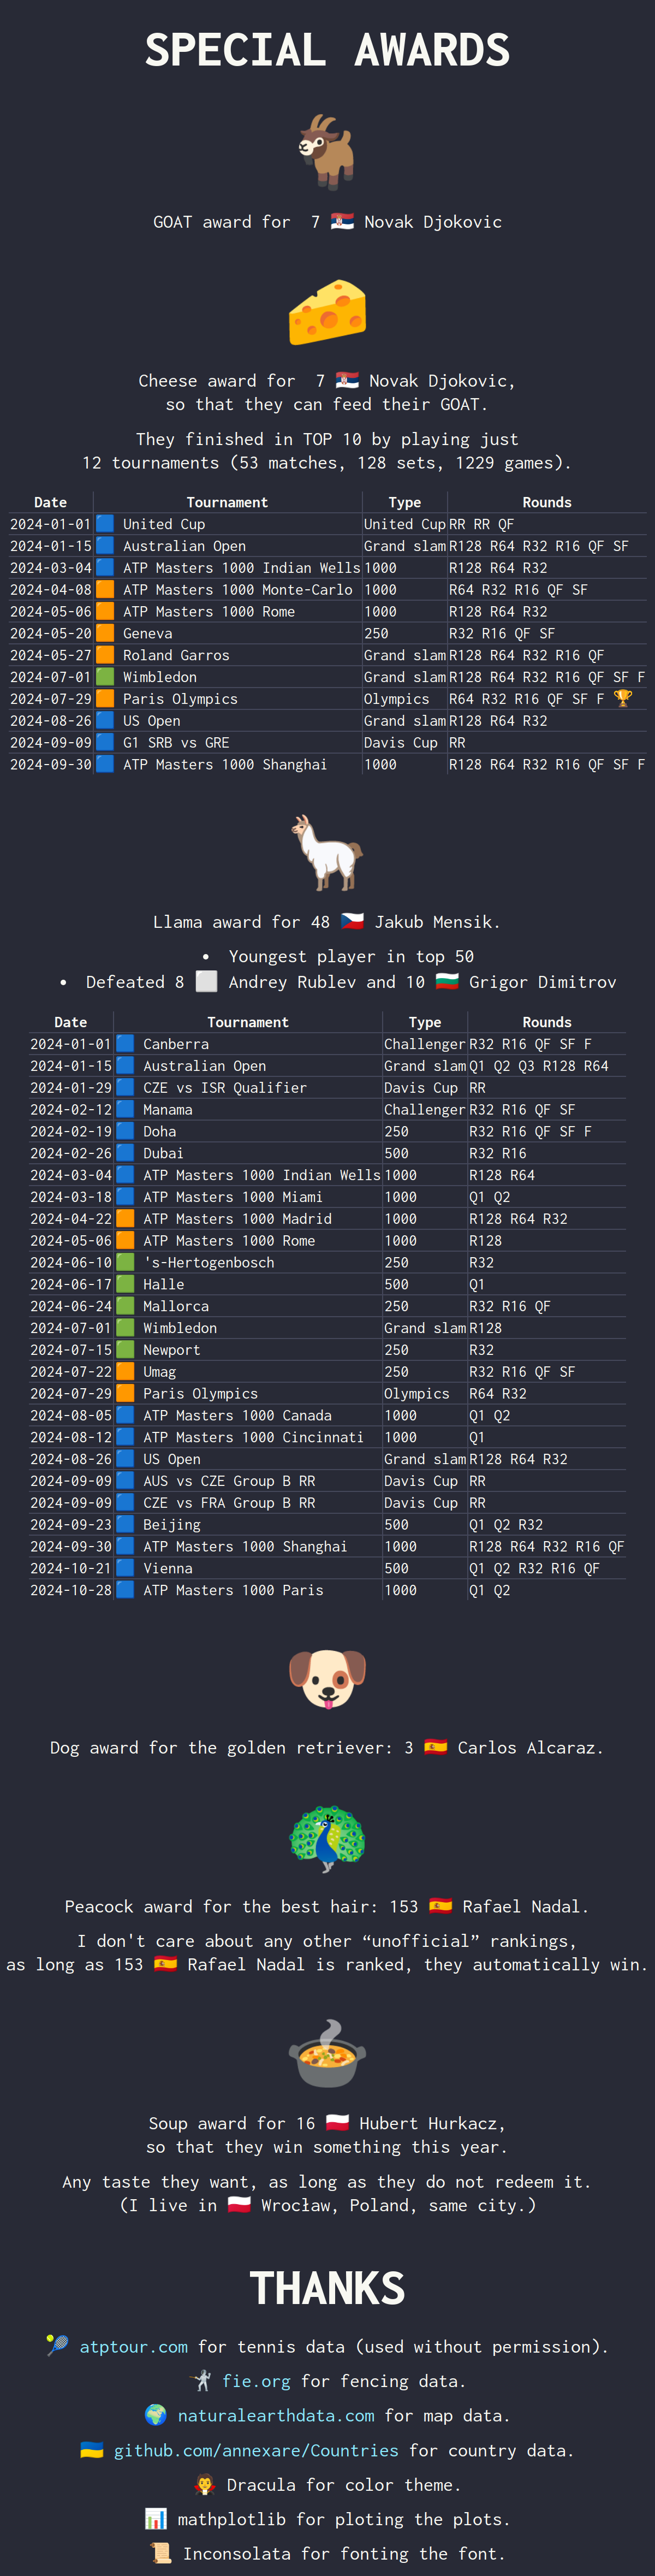 SPECIAL AWARDS
GOAT award for 7 🇷🇸 Novak Djokovic
Cheese award for 7 🇷🇸 Novak Djokovic,
so that they can feed their GOAT.
They finished in TOP 10 by playing just
12 tournaments (53 matches, 128 sets, 1229 games).
Date Tournament Type Rounds
2024-01-01 🟦 United Cup United Cup RR RR QF
2024-01-15 🟦 Australian Open Grand slam R128 R64 R32 R16 QF SF
2024-03-04 🟦 ATP Masters 1000 Indian Wells 1000 R128 R64 R32
2024-04-08 🟧 ATP Masters 1000 Monte-Carlo 1000 R64 R32 R16 QF SF
2024-05-06 🟧 ATP Masters 1000 Rome 1000 R128 R64 R32
2024-05-20 🟧 Geneva 250 R32 R16 QF SF
2024-05-27 🟧 Roland Garros Grand slam R128 R64 R32 R16 QF
2024-07-01 🟩 Wimbledon Grand slam R128 R64 R32 R16 QF SF F
2024-07-29 🟧 Paris Olympics Olympics R64 R32 R16 QF SF F 🏆
2024-08-26 🟦 US Open Grand slam R128 R64 R32
2024-09-09 🟦 G1 SRB vs GRE Davis Cup RR
2024-09-30 🟦 ATP Masters 1000 Shanghai 1000 R128 R64 R32 R16 QF SF F
Llama award for 48 🇨🇿 Jakub Mensik.
• Youngest player in top 50
• Defeated 8 ⬜ Andrey Rublev and 10 🇧🇬 Grigor Dimitrov
Date Tournament Type Rounds
2024-01-01 🟦 Canberra Challenger R32 R16 QF SF F
2024-01-15 🟦 Australian Open Grand slam Q1 Q2 Q3 R128 R64
2024-01-29 🟦 CZE vs ISR Qualifier Davis Cup RR
2024-02-12 🟦 Manama Challenger R32 R16 QF SF
2024-02-19 🟦 Doha 250 R32 R16 QF SF F
2024-02-26 🟦 Dubai 500 R32 R16
2024-03-04 🟦 ATP Masters 1000 Indian Wells 1000 R128 R64
2024-03-18 🟦 ATP Masters 1000 Miami 1000 Q1 Q2
2024-04-22 🟧 ATP Masters 1000 Madrid 1000 R128 R64 R32
2024-05-06 🟧 ATP Masters 1000 Rome 1000 R128
2024-06-10 🟩 's-Hertogenbosch 250 R32
2024-06-17 🟩 Halle 500 Q1
2024-06-24 🟩 Mallorca 250 R32 R16 QF
2024-07-01 🟩 Wimbledon Grand slam R128
2024-07-15 🟩 Newport 250 R32
2024-07-22 🟧 Umag 250 R32 R16 QF SF
2024-07-29 🟧 Paris Olympics Olympics R64 R32
2024-08-05 🟦 ATP Masters 1000 Canada 1000 Q1 Q2
2024-08-12 🟦 ATP Masters 1000 Cincinnati 1000 Q1
2024-08-26 🟦 US Open Grand slam R128 R64 R32
2024-09-09 🟦 AUS vs CZE Group B RR Davis Cup RR
2024-09-09 🟦 CZE vs FRA Group B RR Davis Cup RR
2024-09-23 🟦 Beijing 500 Q1 Q2 R32
2024-09-30 🟦 ATP Masters 1000 Shanghai 1000 R128 R64 R32 R16 QF
2024-10-21 🟦 Vienna 500 Q1 Q2 R32 R16 QF
2024-10-28 🟦 ATP Masters 1000 Paris 1000 Q1 Q2
Dog award for the golden retriever: 3 🇪🇸 Carlos Alcaraz.
Peacock award for the best hair: 153 🇪🇸 Rafael Nadal.
I don't care about any other “unofficial” rankings,
as long as 153 🇪🇸 Rafael Nadal is ranked, they automatically win.
Soup award for 16 🇵🇱 Hubert Hurkacz,
so that they win something this year.
Any taste they want, as long as they do not redeem it.
(I live in 🇵🇱 Wrocław, Poland, same city.)
THANKS
🎾 atptour.com for tennis data (used without permission).
🤺 fie.org for fencing data.
🌍 naturalearthdata.com for map data.
🇺🇦 github.com/annexare/Countries for country data.
🧛 Dracula for color theme.
📊 mathplotlib for ploting the plots.
📜 Inconsolata for fonting the font.